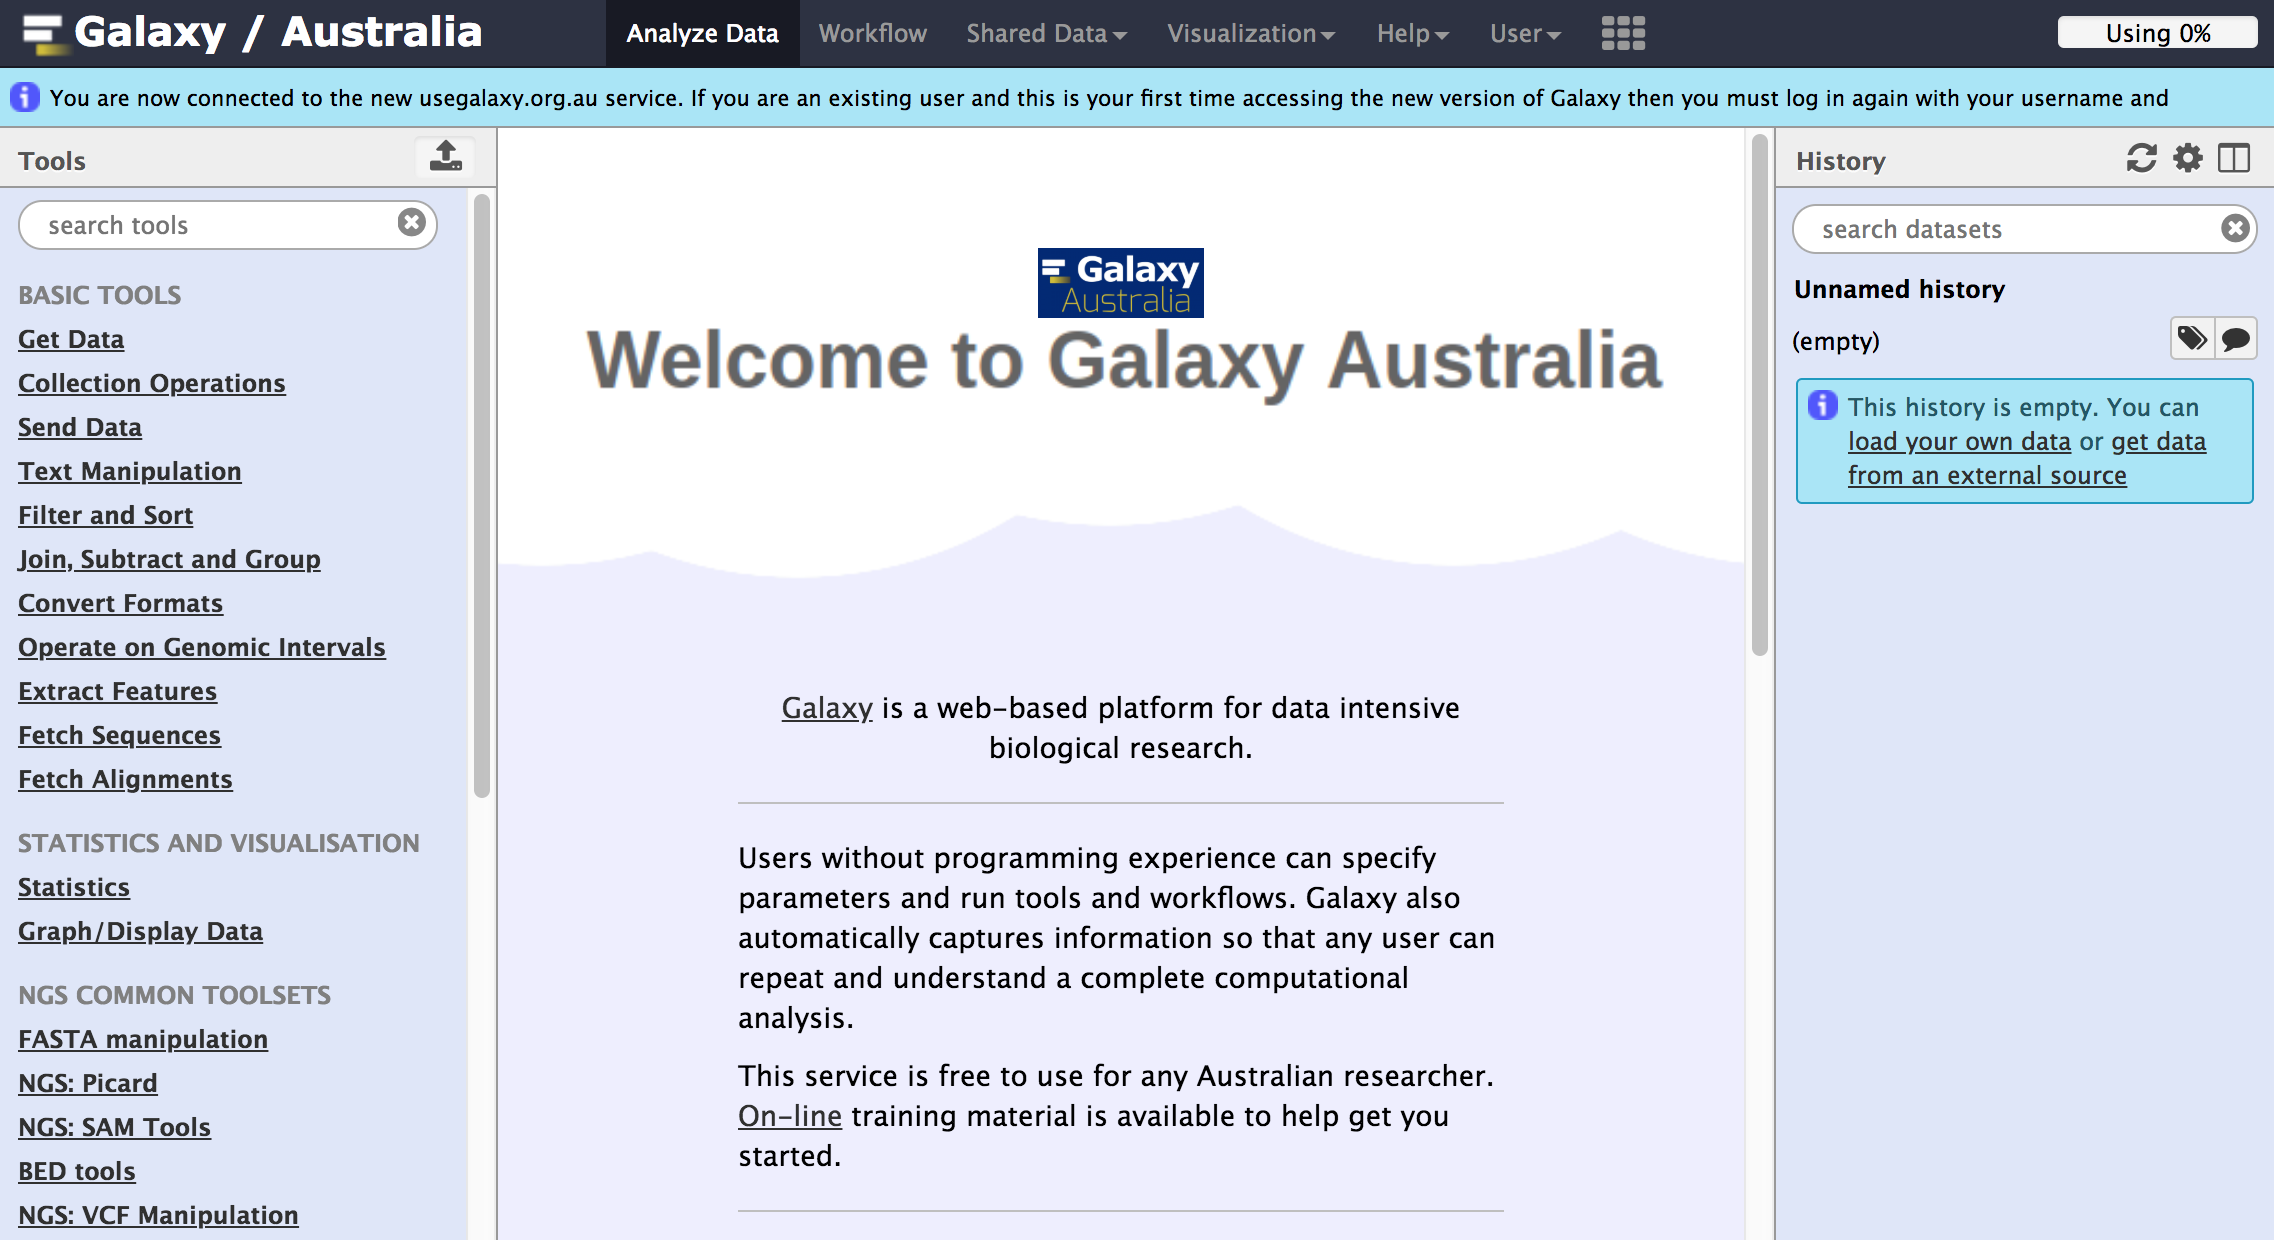 Galaxy / Australia
Analyze Data
Workflow
Shared Data
Visualization
Help
User
Using 0%
You are now connected to the new usegalaxy.org.au service. If you are an existing user and this is your first time accessing the new version of Galaxy then you must log in again with your username and
Tools
search tools
BASIC TOOLS
Get Data
Collection Operations
Send Data
Text Manipulation
Filter and Sort
Join, Subtract and Group
Convert Formats
Operate on Genomic Intervals
Extract Features
Fetch Sequences
Fetch Alignments
STATISTICS AND VISUALISATION
Statistics
Graph/Display Data
NGS COMMON TOOLSETS
FASTA manipulation
NGS: Picard
NGS: SAM Tools
BED tools
NGS: VCF Manipulation
Galaxy
Australia
Welcome to Galaxy Australia
Galaxy is a web-based platform for data intensive
biological research.
Users without programming experience can specify
parameters and run tools and workflows. Galaxy also
automatically captures information so that any user can
repeat and understand a complete computational
analysis.
This service is free to use for any Australian researcher.
On-line training material is available to help get you
started.
History
search datasets
Unnamed history
(empty)
This history is empty. You can
load your own data or get data
from an external source